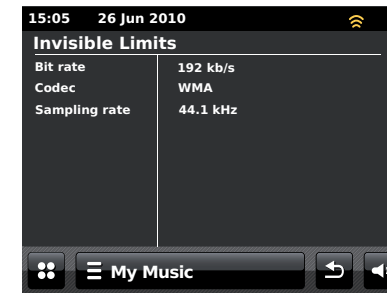 15:05 26 Jun 2010
Invisible Limits
Bit rate 192 kb/s
Codec WMA
Sampling rate 44.1 kHz
My Music